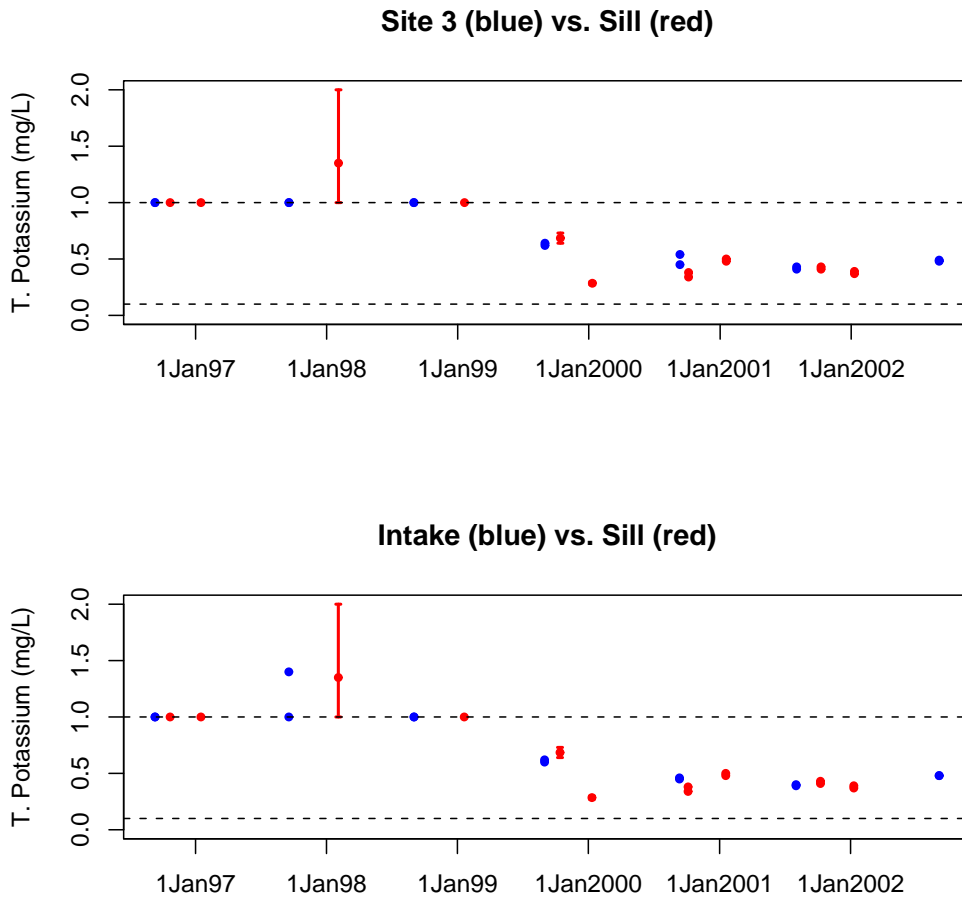 Site 3 (blue) vs. Sill (red)
T. Potassium (mg/L)
2.0
1.5
1.0
0.5
0.0
1Jan97 1Jan98 1Jan99 1Jan2000 1Jan2001 1Jan2002
Intake (blue) vs. Sill (red)
T. Potassium (mg/L)
2.0
1.5
1.0
0.5
0.0
1Jan97 1Jan98 1Jan99 1Jan2000 1Jan2001 1Jan2002